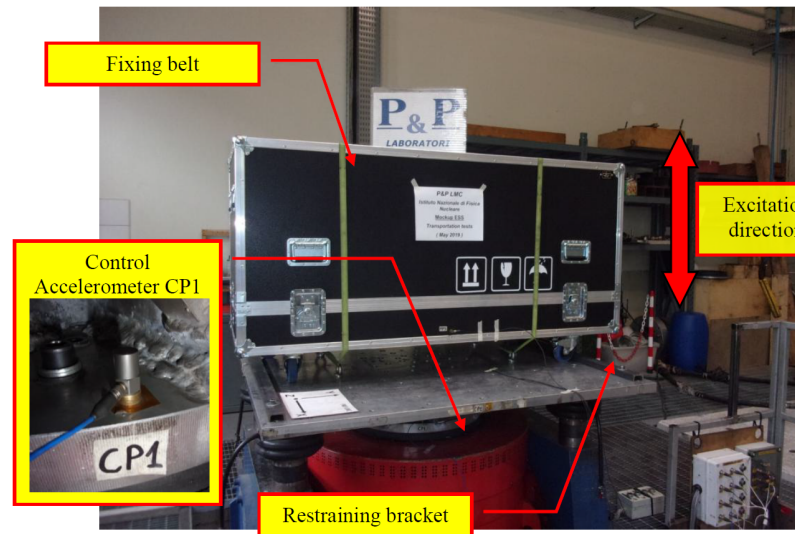 Fixing belt
P&P
LABORATORI
P&P LMC
Istituto Nazionale di Fisica
Nucleare
Mockup ESS
Transportation tests
( May 2019 )
Excitatio
direction
Control
Accelerometer CP1
CP1
Restraining bracket